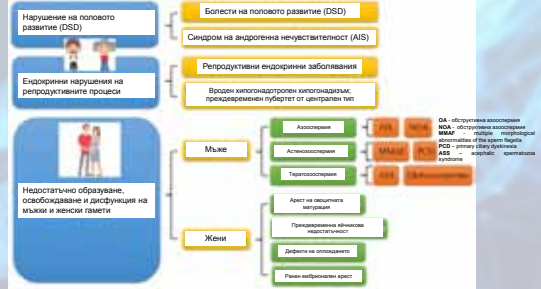 Нарушение на половото
развитие (DSD)
Болести на половото развитие (DSD)
Синдром на андрогенна нечувствителност (AIS)
Ендокринни нарушения на
репродуктивните процеси
Репродуктивни ендокринни заболявания
Вроден хипогонадотропен хипогонадизъм;
преждевременен пубертет от централен тип
Недостатъчно образуване,
освобождаване и дисфункция на
мъжки и женски гамети
Мъже
Азооспермия
OA
NOA
Астенозооспермия
MMAF
PCD
Тератозооспермия
ASS
OA - обструктивна азооспермия
NOA - обструктивна азооспермия
MMAF - multiple morphological
abnormalities of the sperm flagella
PCD – primary ciliary dyskinesia
ASS – acephalic spermatozoa
syndrome
Жени
Арест на овоцитната
матурация
Преждевременна яйчникова
недостатъчност
Дефекти на оплождането
Ранен ембрионален арест